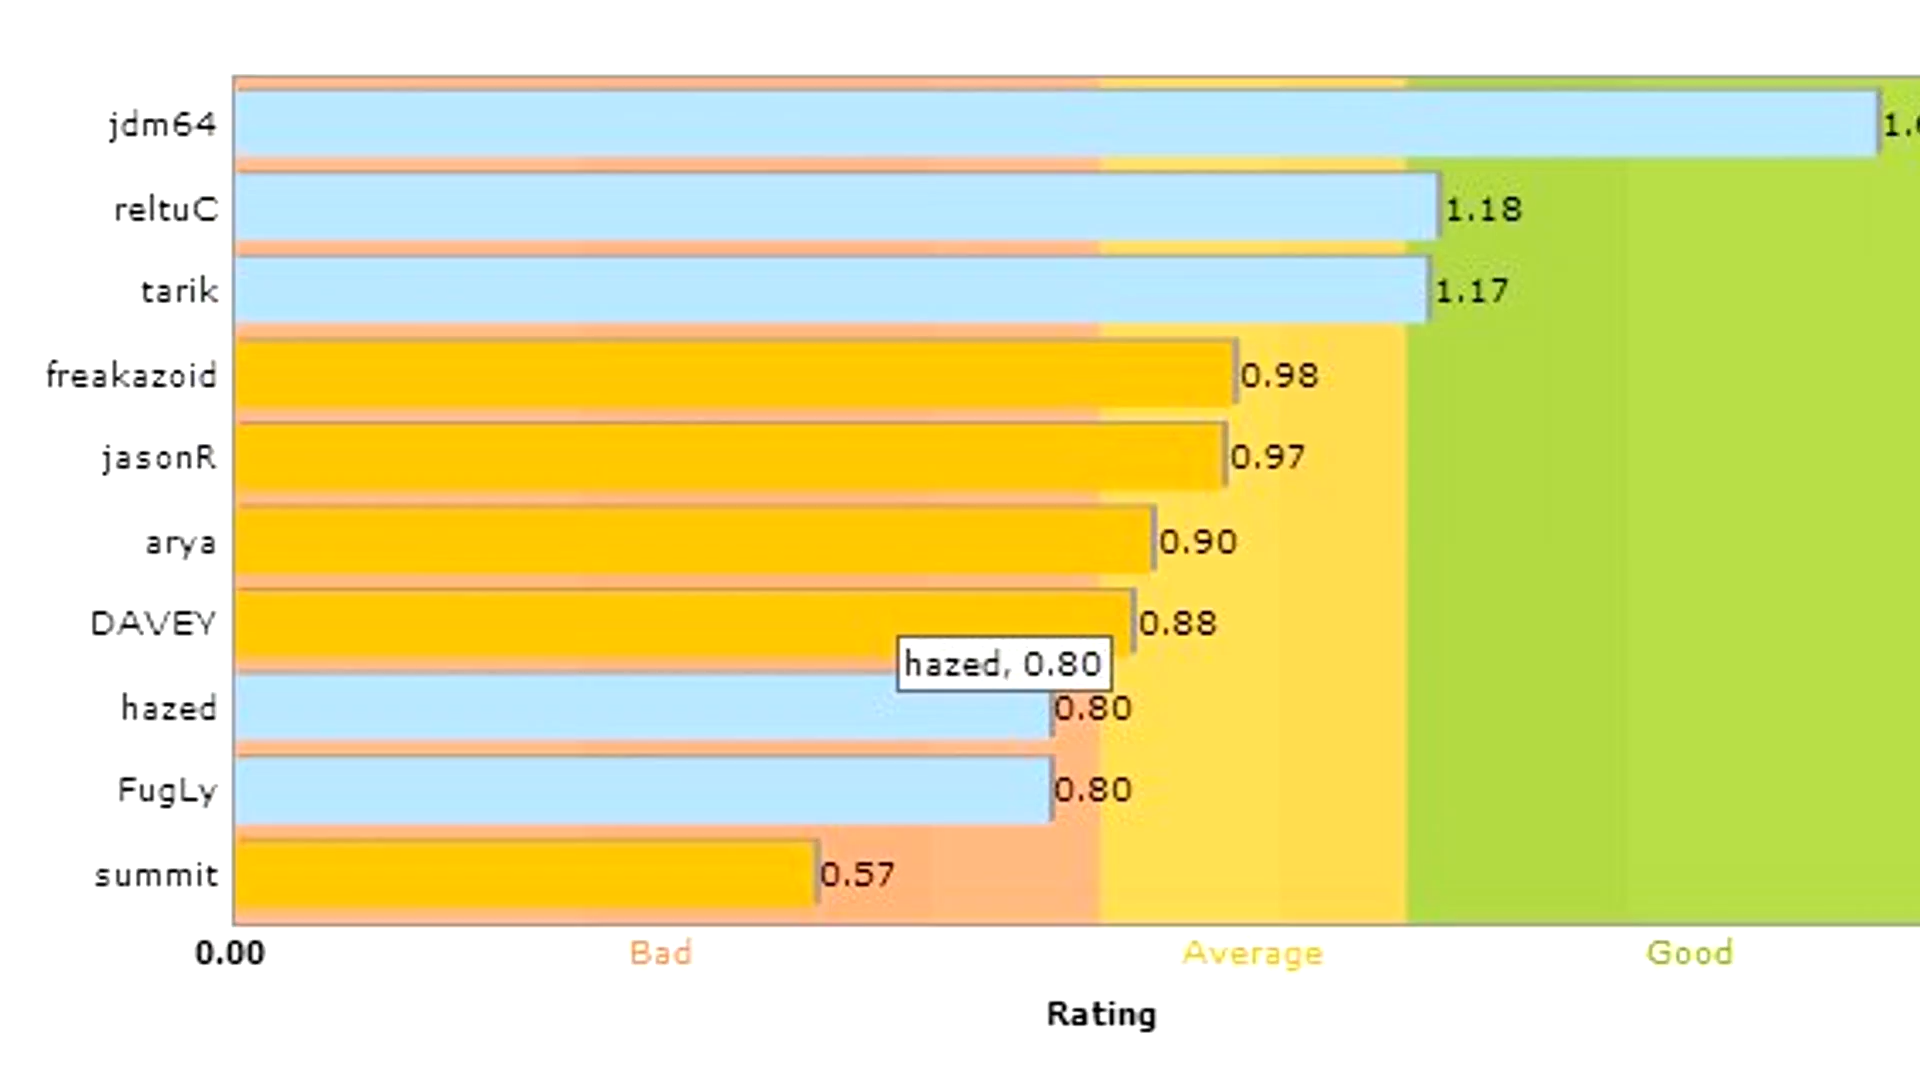 jdm64
reltuC 1.18
tarik 1.17
freakazoid 0.98
jasonR 0.97
arya 0.90
DAVEY 0.88
hazed, 0.80
hazed 0.80
FugLy 0.80
summit 0.57
0.00 Bad Average Good
Rating